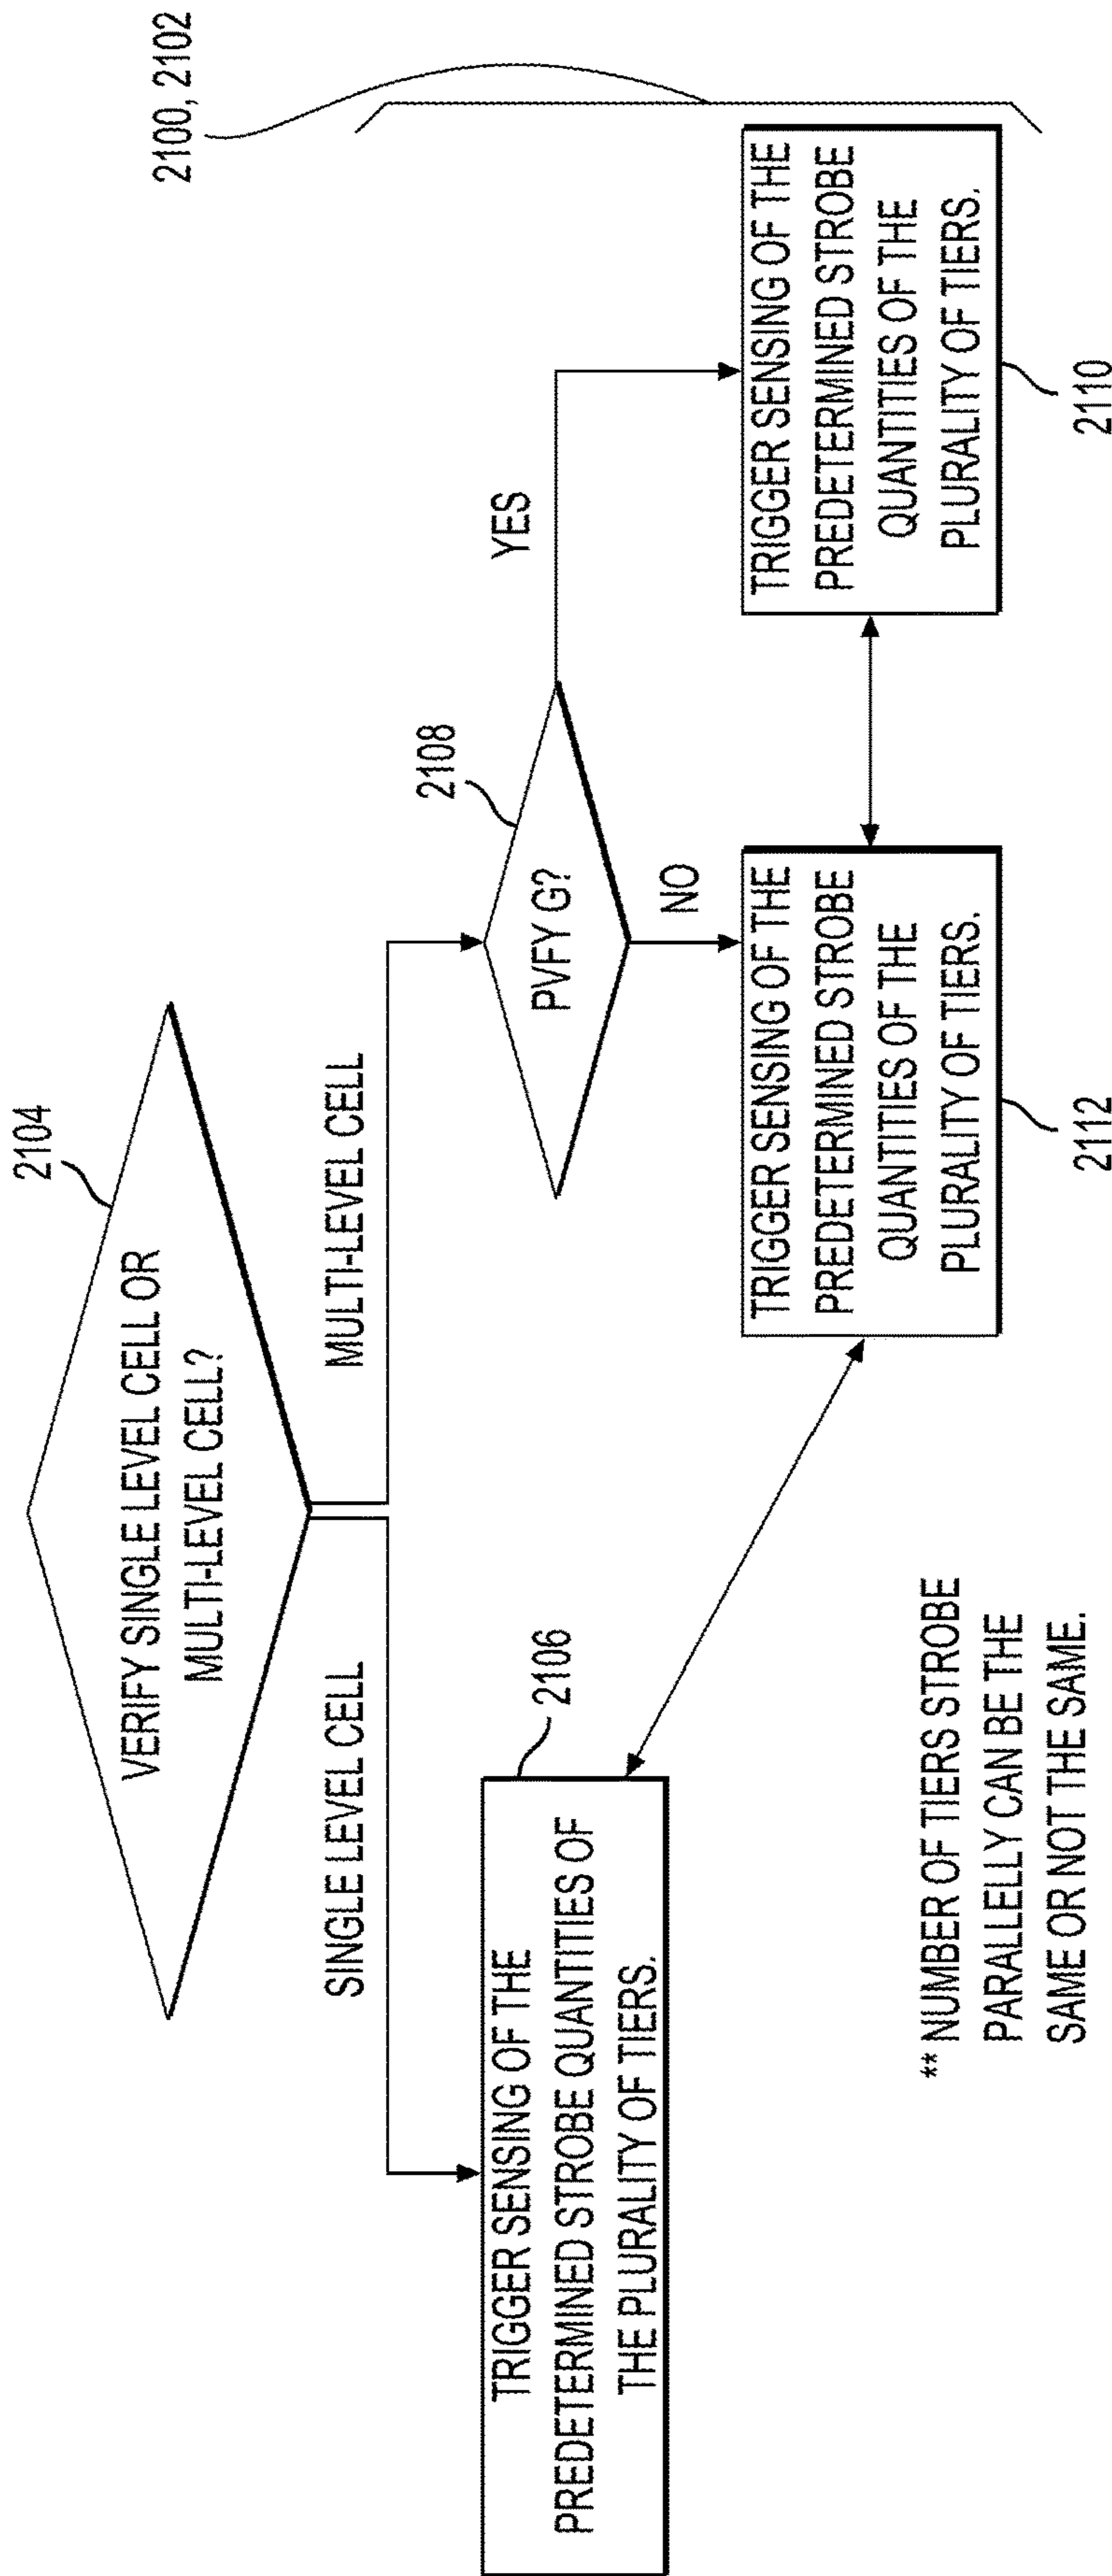 2100, 2102
2104
VERIFY SINGLE LEVEL CELL OR
MULTI-LEVEL CELL?
SINGLE LEVEL CELL
MULTI-LEVEL CELL
2106
TRIGGER SENSING OF THE
PREDETERMINED STROBE QUANTITIES OF
THE PLURALITY OF TIERS.
2108
PVFY G?
YES
NO
TRIGGER SENSING OF THE
PREDETERMINED STROBE
QUANTITIES OF THE
PLURALITY OF TIERS.
2112
TRIGGER SENSING OF THE
PREDETERMINED STROBE
QUANTITIES OF THE
PLURALITY OF TIERS.
2110
** NUMBER OF TIERS STROBE
PARALLELY CAN BE THE
SAME OR NOT THE SAME.